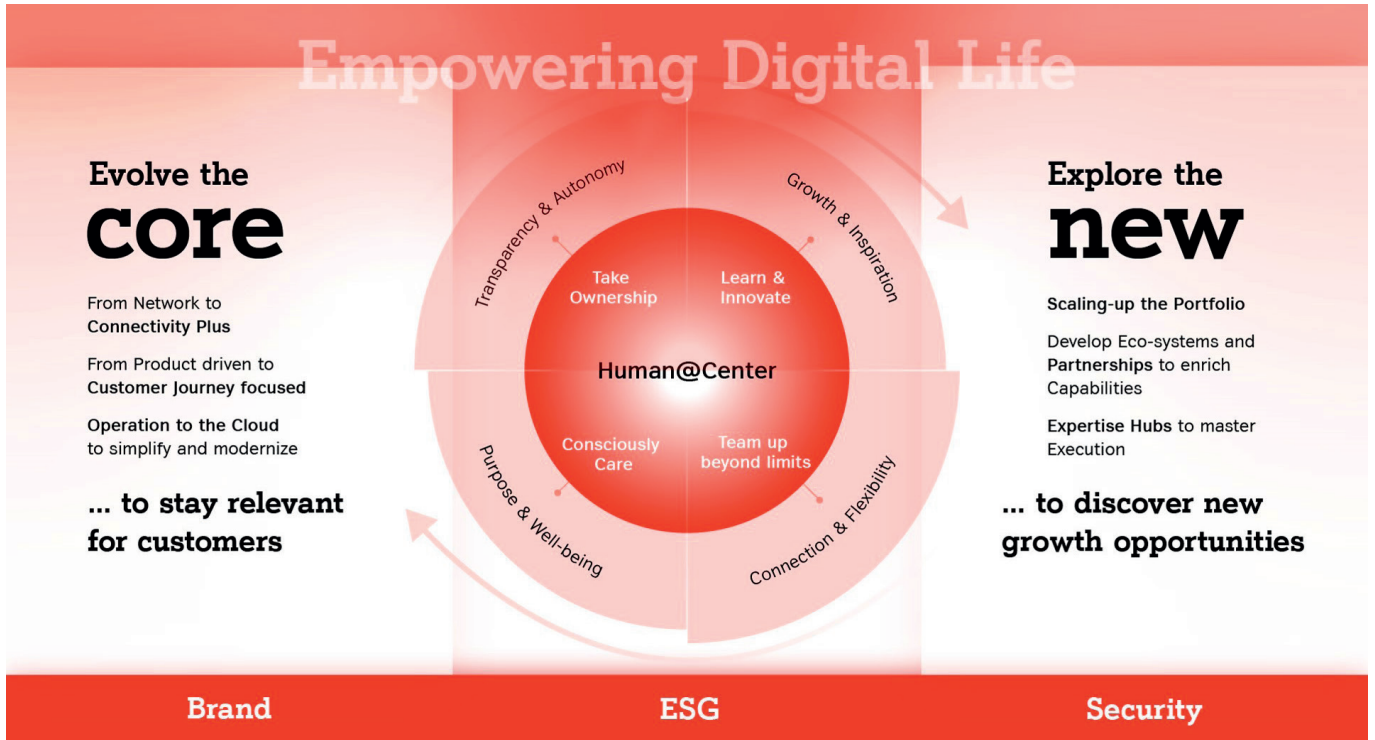 Empowering Digital Life
Evolve the
core
From Network to
Connectivity Plus
From Product driven to
Customer Journey focused
Operation to the Cloud
to simplify and modernize
... to stay relevant
for customers
Transparency & Autonomy
Growth & Inspiration
Take
Ownership
Learn &
Innovate
Human@Center
Consciously
Care
Team up
beyond limits
Purpose & Well-being
Connection & Flexibility
Explore the
new
Scaling-up the Portfolio
Develop Eco-systems and
Partnerships to enrich
Capabilities
Expertise Hubs to master
Execution
... to discover new
growth opportunities
Brand
ESG
Security